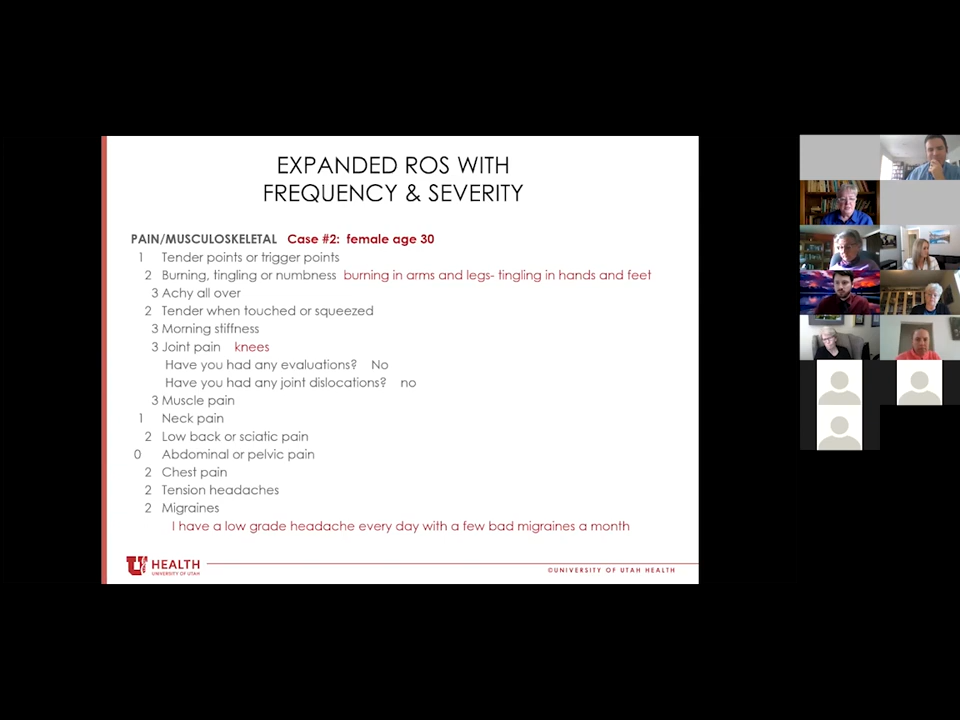 EXPANDED ROS WITH
FREQUENCY & SEVERITY
PAIN/MUSCULOSKELETAL Case #2: female age 30
1 Tender points or trigger points
2 Burning, tingling or numbness burning in arms and legs- tingling in hands and feet
3 Achy all over
2 Tender when touched or squeezed
3 Morning stiffness
3 Joint pain knees
Have you had any evaluations? No
Have you had any joint dislocations? no
3 Muscle pain
1 Neck pain
2 Low back or sciatic pain
0 Abdominal or pelvic pain
2 Chest pain
2 Tension headaches
2 Migraines
I have a low grade headache every day with a few bad migraines a month
U HEALTH
UNIVERSITY OF UTAH
©UNIVERSITY OF UTAH HEALTH